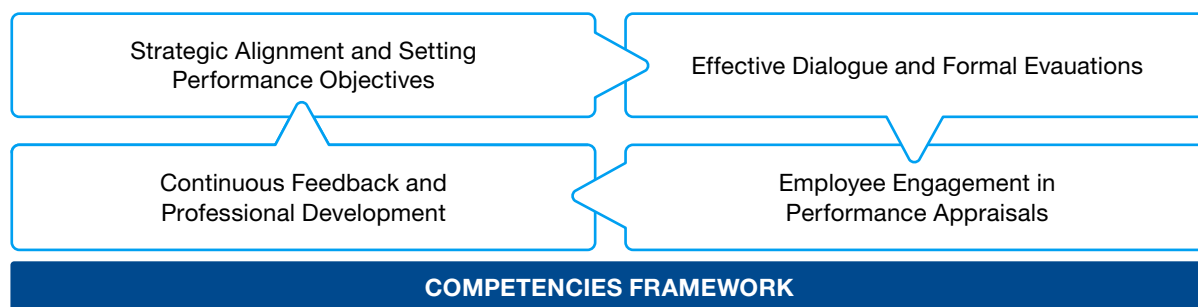 Strategic Alignment and Setting
Performance Objectives
Effective Dialogue and Formal Evauations
Continuous Feedback and
Professional Development
Employee Engagement in
Performance Appraisals
COMPETENCIES FRAMEWORK